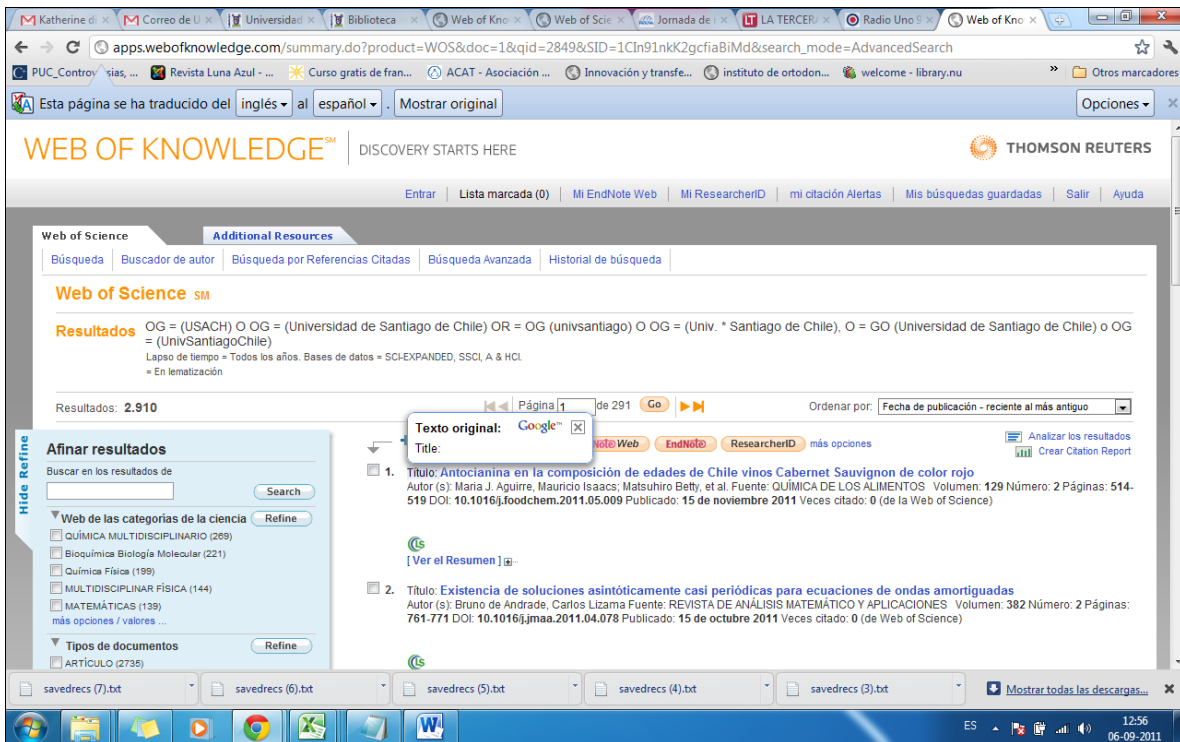 Katherine di
Correo de U
Universidad
Biblioteca
Web of Kno
Web of Scie
Jornada de
LA TERCER
Radio Uno 9
Web of Kno
apps.webofknowledge.com/summary.do?product=WOS&doc=1&qid=2849&SID=1CIn91nkK2gcfiaBiMd&search_mode=AdvancedSearch
PUC_Controv sias, ... Revista Luna Azul - ... Curso gratis de fran... ACAT - Asociación ... Innovación y transfe... instituto de ortodon... welcome - library.nu » Otros marcadores
Esta página se ha traducido del inglés al español . Mostrar original Opciones
WEB OF KNOWLEDGE SM DISCOVERY STARTS HERE THOMSON REUTERS
Entrar Lista marcada (0) Mi EndNote Web Mi ResearcherID mi citación Alertas Mis búsquedas guardadas Salir Ayuda
Web of Science Additional Resources
Búsqueda Buscador de autor Búsqueda por Referencias Citadas Búsqueda Avanzada Historial de búsqueda
Web of Science SM
Resultados OG = (USACH) O OG = (Universidad de Santiago de Chile) OR = OG (univsantiago) O OG = (Univ. * Santiago de Chile), O = GO (Universidad de Santiago de Chile) o OG
= (UnivSantiagoChile)
Lapso de tiempo = Todos los años. Bases de datos = SCI-EXPANDED, SSCI, A & HCI.
= En lematización
Resultados: 2.910 Página 1 de 291 Go Ordenar por: Fecha de publicación - reciente al más antiguo
Texto original: Google™
Title:
Note Web EndNote ResearcherID más opciones
Analizar los resultados
Crear Citation Report
Hide Refine
Afinar resultados
Buscar en los resultados de
Search
Web de las categorías de la ciencia Refine
QUÍMICA MULTIDISCIPLINARIO (269)
Bioquímica Biología Molecular (221)
Química Física (199)
MULTIDISCIPLINAR FÍSICA (144)
MATEMÁTICAS (139)
más opciones / valores ...
Tipos de documentos Refine
ARTÍCULO (2735)
1. Título: Antocianina en la composición de edades de Chile vinos Cabernet Sauvignon de color rojo
Autor (s): Maria J. Aguirre, Mauricio Isaacs; Matsuhiro Betty, et al. Fuente: QUÍMICA DE LOS ALIMENTOS Volumen: 129 Número: 2 Páginas: 514-
519 DOI: 10.1016/j.foodchem.2011.05.009 Publicado: 15 de noviembre 2011 Veces citado: 0 (de la Web of Science)
[ Ver el Resumen ]
2. Título: Existencia de soluciones asintóticamente casi periódicas para ecuaciones de ondas amortiguadas
Autor (s): Bruno de Andrade, Carlos Lizama Fuente: REVISTA DE ANÁLISIS MATEMÁTICO Y APLICACIONES Volumen: 382 Número: 2 Páginas:
761-771 DOI: 10.1016/j.jmaa.2011.04.078 Publicado: 15 de octubre 2011 Veces citado: 0 (de Web of Science)
savedrecs (7).txt savedrecs (6).txt savedrecs (5).txt savedrecs (4).txt savedrecs (3).txt Mostrar todas las descargas...
ES 12:56
06-09-2011